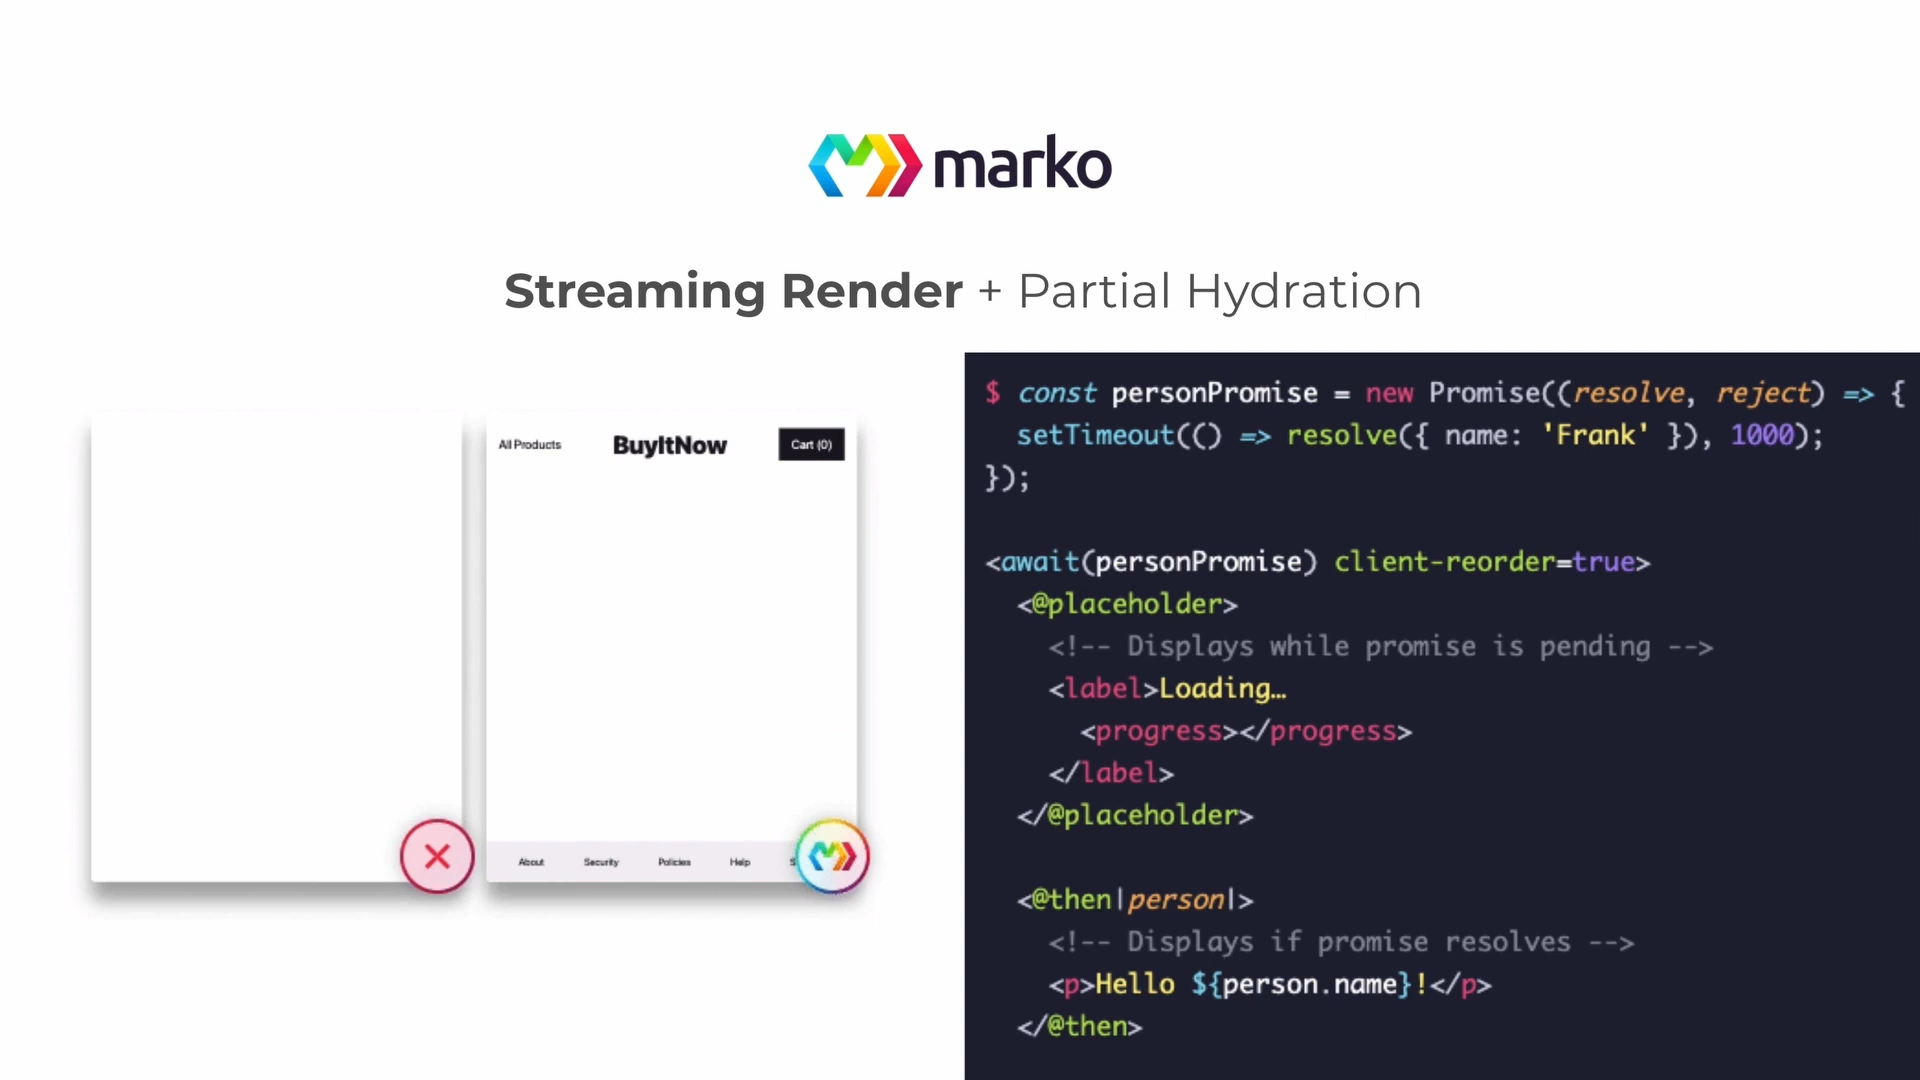 marko
Streaming Render + Partial Hydration
All Products BuyItNow Cart (0)
About Security Policies Help S
$ const personPromise = new Promise((resolve, reject) => {
  setTimeout(() => resolve({ name: 'Frank' }), 1000);
});
<await(personPromise) client-reorder=true>
  <@placeholder>
    <!-- Displays while promise is pending -->
    <label>Loading…
      <progress></progress>
    </label>
  </@placeholder>
  <@then|person|>
    <!-- Displays if promise resolves -->
    <p>Hello ${person.name}!</p>
  </@then>